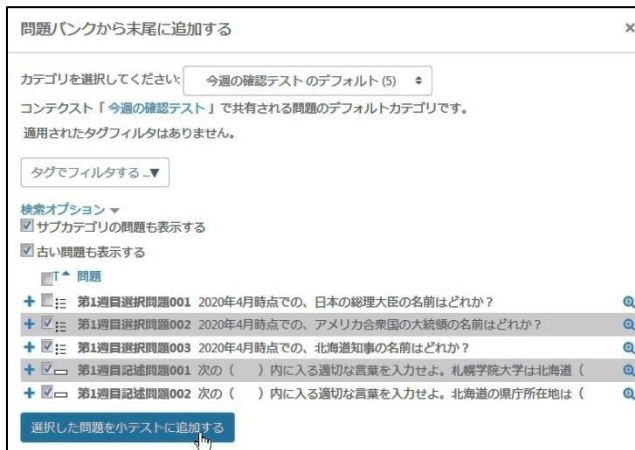 問題バンクから末尾に追加する ×
カテゴリを選択してください: 今週の確認テスト のデフォルト (5)
コンテクスト「 今週の確認テスト 」で共有される問題のデフォルトカテゴリです。
適用されたタグフィルタはありません。
タグでフィルタする ...▼
検索オプション
サブカテゴリの問題も表示する
古い問題も表示する
T 問題
第1週目選択問題001 2020年4月時点での、日本の総理大臣の名前はどれか?
第1週目選択問題002 2020年4月時点での、アメリカ合衆国の大統領の名前はどれか?
第1週目選択問題003 2020年4月時点での、北海道知事の名前はどれか?
第1週目記述問題001 次の（　　）内に入る適切な言葉を入力せよ。札幌学院大学は北海道（
第1週目記述問題002 次の（　　）内に入る適切な言葉を入力せよ。北海道の県庁所在地は（
選択した問題を小テストに追加する